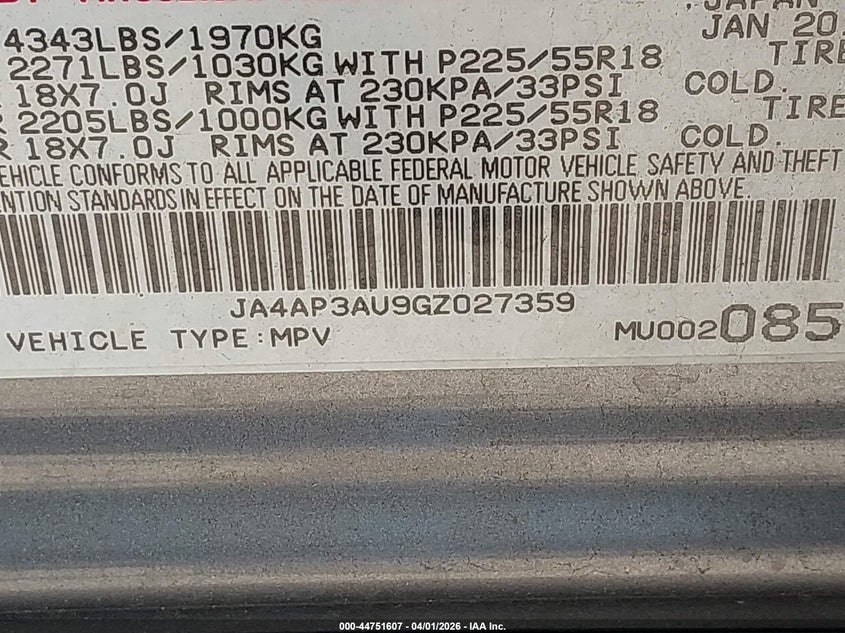 , JAPAN
JAN 20
4343LBS/1970KG
2271LBS/1030KG WITH P225/55R18 TIRE
18X7.0J RIMS AT 230KPA/33PSI COLD.
R 2205LBS/1000KG WITH P225/55R18 TIRE
R 18X7.0J RIMS AT 230KPA/33PSI COLD.
EHICLE CONFORMS TO ALL APPLICABLE FEDERAL MOTOR VEHICLE SAFETY AND THEFT
ENTION STANDARDS IN EFFECT ON THE DATE OF MANUFACTURE SHOWN ABOVE.
JA4AP3AU9GZ027359
VEHICLE TYPE:MPV MU002085
000-44751607 - 04/01/2026 - IAA Inc.